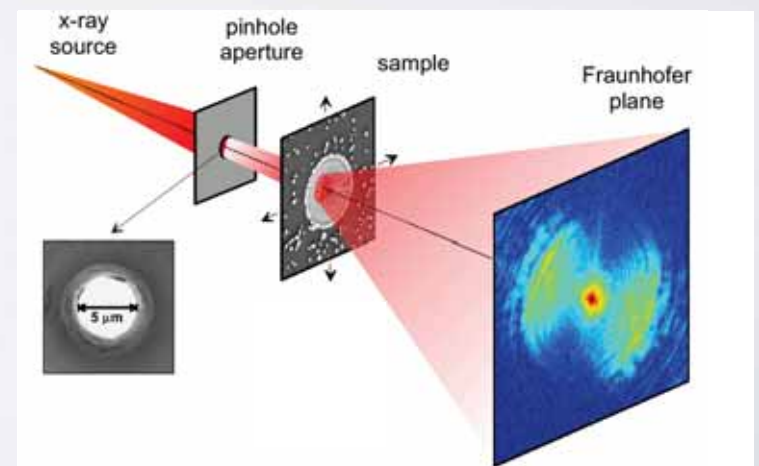 x-ray
source
pinhole
aperture
sample
Fraunhofer
plane
5 μm